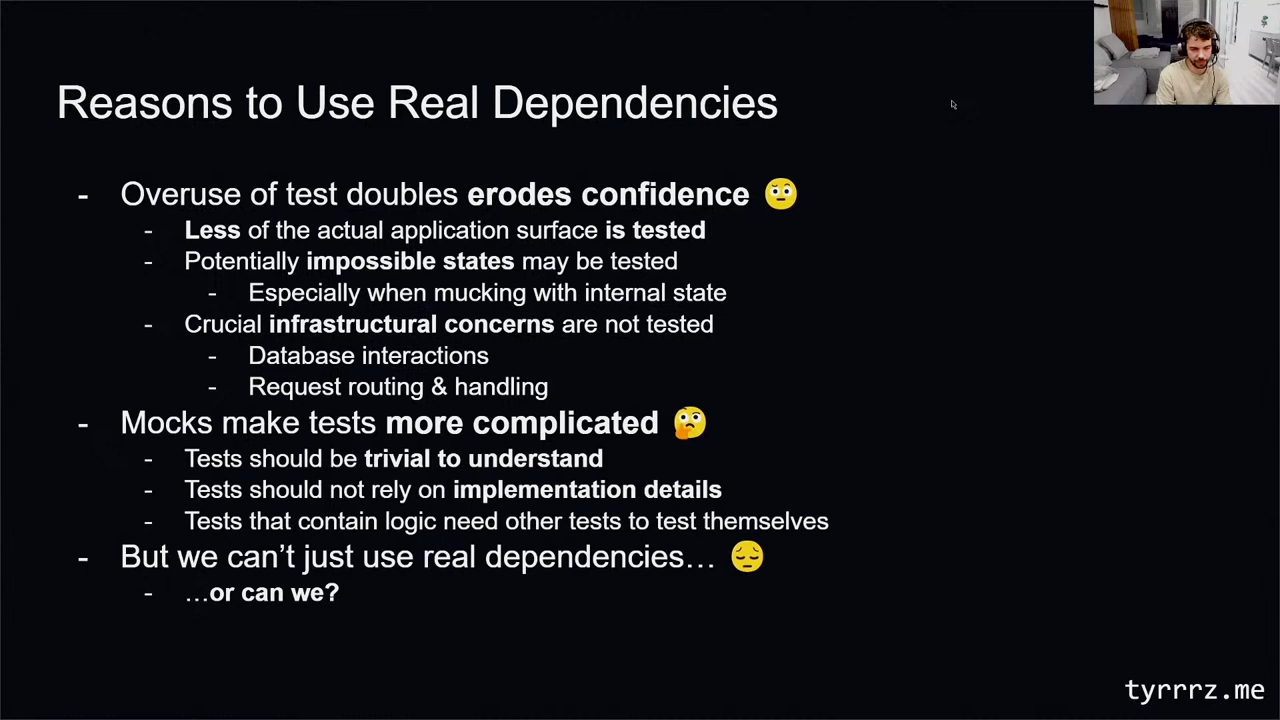 Reasons to Use Real Dependencies
- Overuse of test doubles erodes confidence 🤨
- Less of the actual application surface is tested
- Potentially impossible states may be tested
- Especially when mucking with internal state
- Crucial infrastructural concerns are not tested
- Database interactions
- Request routing & handling
- Mocks make tests more complicated 🤔
- Tests should be trivial to understand
- Tests should not rely on implementation details
- Tests that contain logic need other tests to test themselves
- But we can’t just use real dependencies… 😔
- …or can we?
tyrrrz.me